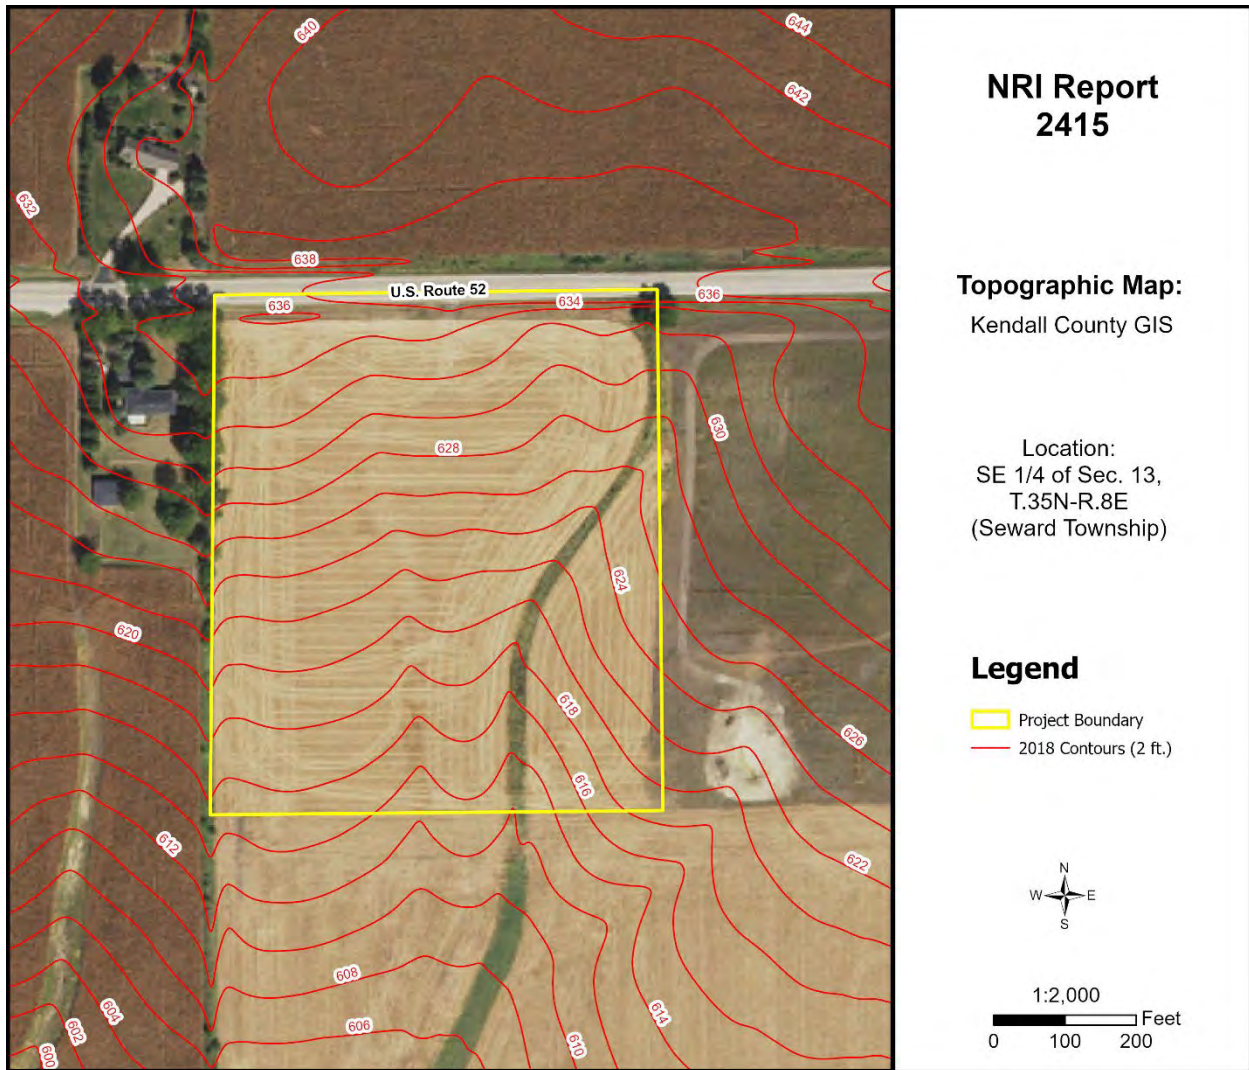 640
644
642
632
638
U.S. Route 52
636
634
636
630
628
624
620
618
626
616
612
622
608
604
614
606
602
610
600
NRI Report
2415
Topographic Map:
Kendall County GIS
Location:
SE 1/4 of Sec. 13,
T.35N-R.8E
(Seward Township)
Legend
Project Boundary
2018 Contours (2 ft.)
N
W E
S
1:2,000
Feet
0 100 200